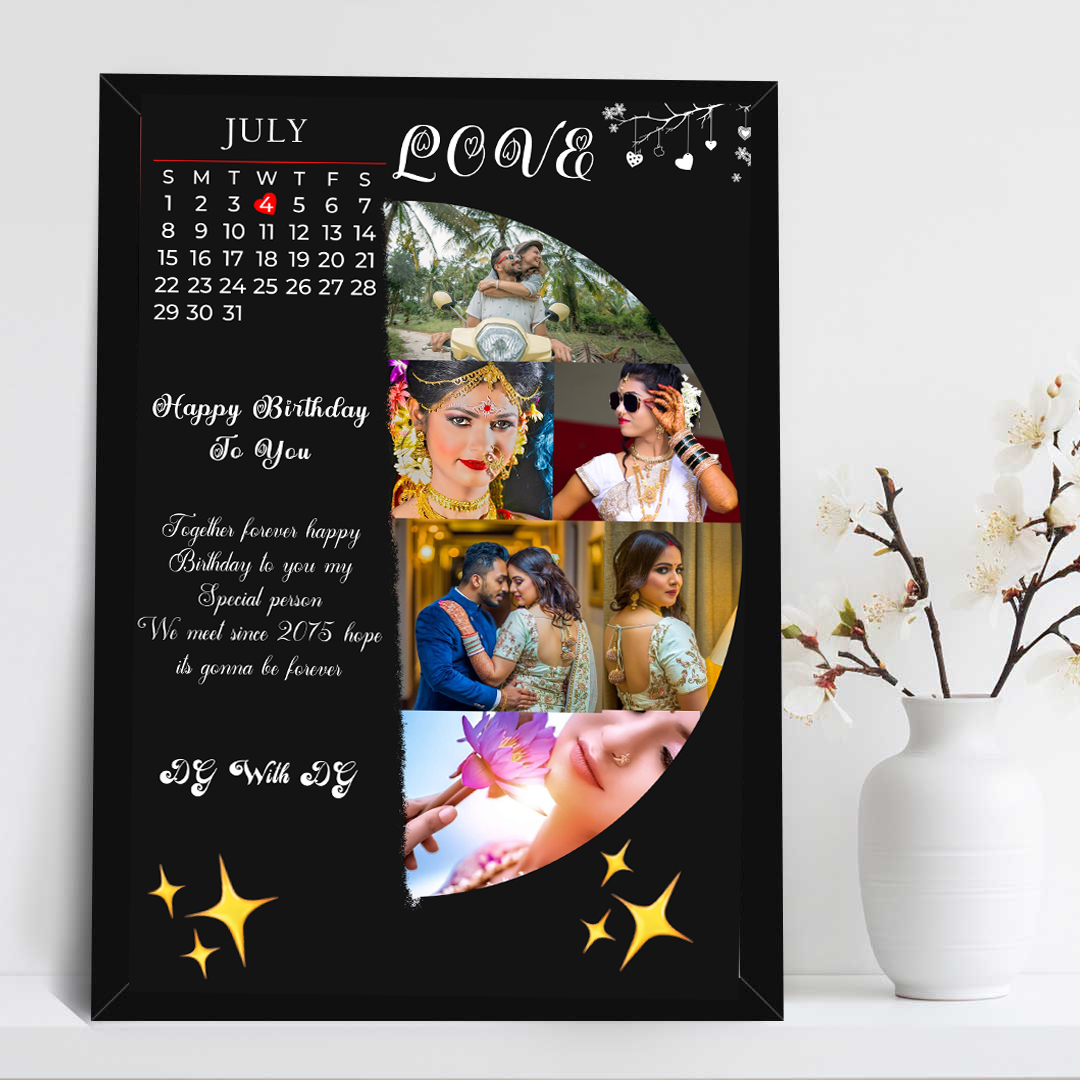 JULY
S M T W T F S
1 2 3 4 5 6 7
8 9 10 11 12 13 14
15 16 17 18 19 20 21
22 23 24 25 26 27 28
29 30 31
LOVE
Happy Birthday
To You
Together forever happy
Birthday to you my
Special person
We meet since 2075 hope
its gonna be forever
DG With DG